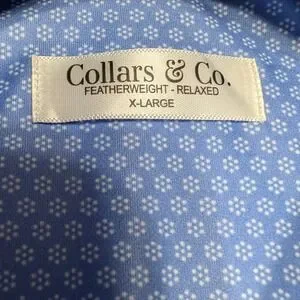 Collars & Co.
FEATHERWEIGHT - RELAXED
X-LARGE